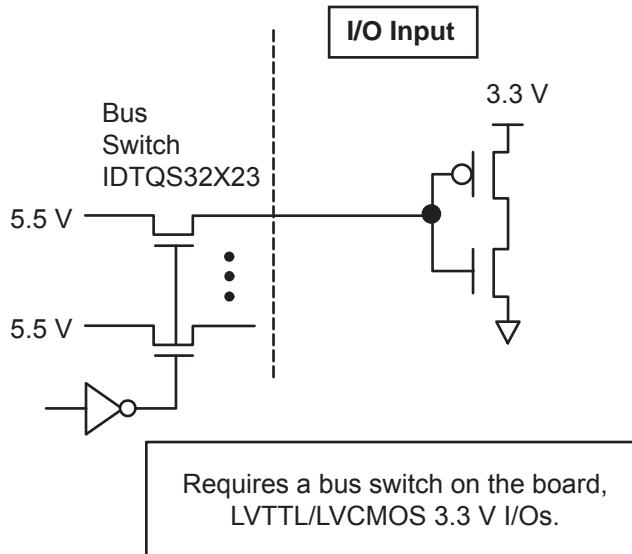 I/O Input
3.3 V
Bus
Switch
IDTQS32X23
5.5 V
5.5 V
Requires a bus switch on the board,
LVTTL/LVCMOS 3.3 V I/Os.